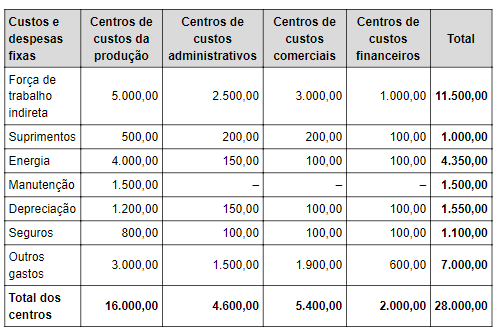 Custos e despesas fixas | Centros de custos da produção | Centros de custos administrativos | Centros de custos comerciais | Centros de custos financeiros | Total
Força de trabalho indireta | 5.000,00 | 2.500,00 | 3.000,00 | 1.000,00 | 11.500,00
Suprimentos | 500,00 | 200,00 | 200,00 | 100,00 | 1.000,00
Energia | 4.000,00 | 150,00 | 100,00 | 100,00 | 4.350,00
Manutenção | 1.500,00 | – | – | – | 1.500,00
Depreciação | 1.200,00 | 150,00 | 100,00 | 100,00 | 1.550,00
Seguros | 800,00 | 100,00 | 100,00 | 100,00 | 1.100,00
Outros gastos | 3.000,00 | 1.500,00 | 1.900,00 | 600,00 | 7.000,00
Total dos centros | 16.000,00 | 4.600,00 | 5.400,00 | 2.000,00 | 28.000,00